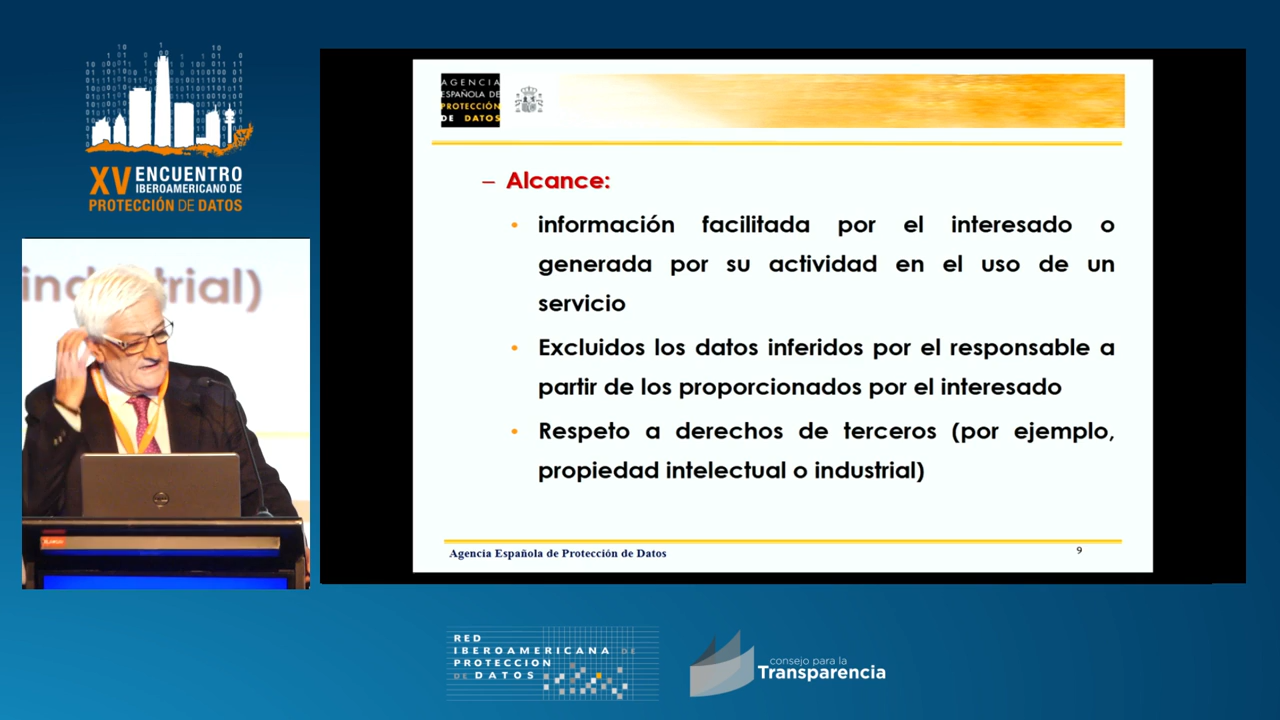 XV ENCUENTRO
IBEROAMERICANO DE
PROTECCIÓN DE DATOS
industrial)
AGENCIA
ESPAÑOLA DE
PROTECCIÓN
DE DATOS
– Alcance:
• información facilitada por el interesado o
generada por su actividad en el uso de un
servicio
• Excluidos los datos inferidos por el responsable a
partir de los proporcionados por el interesado
• Respeto a derechos de terceros (por ejemplo,
propiedad intelectual o industrial)
Agencia Española de Protección de Datos
9
RED
IBEROAMERICANA DE
PROTECCION
DE DATOS
consejo para la
Transparencia